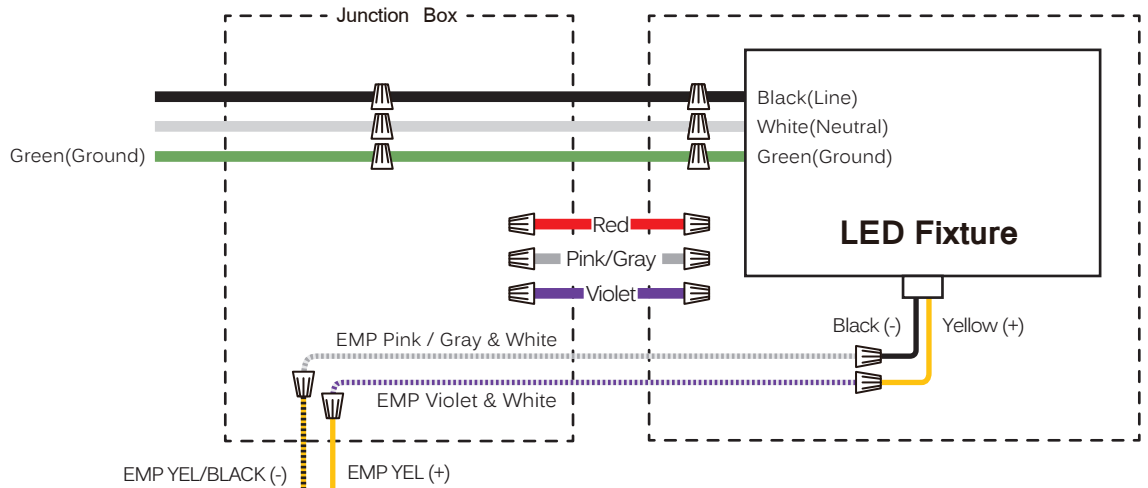 Junction Box
Black(Line)
White(Neutral)
Green(Ground)
Green(Ground)
Red
Pink/Gray
Violet
LED Fixture
Black (-)
Yellow (+)
EMP Pink / Gray & White
EMP Violet & White
EMP YEL/BLACK (-)
EMP YEL (+)